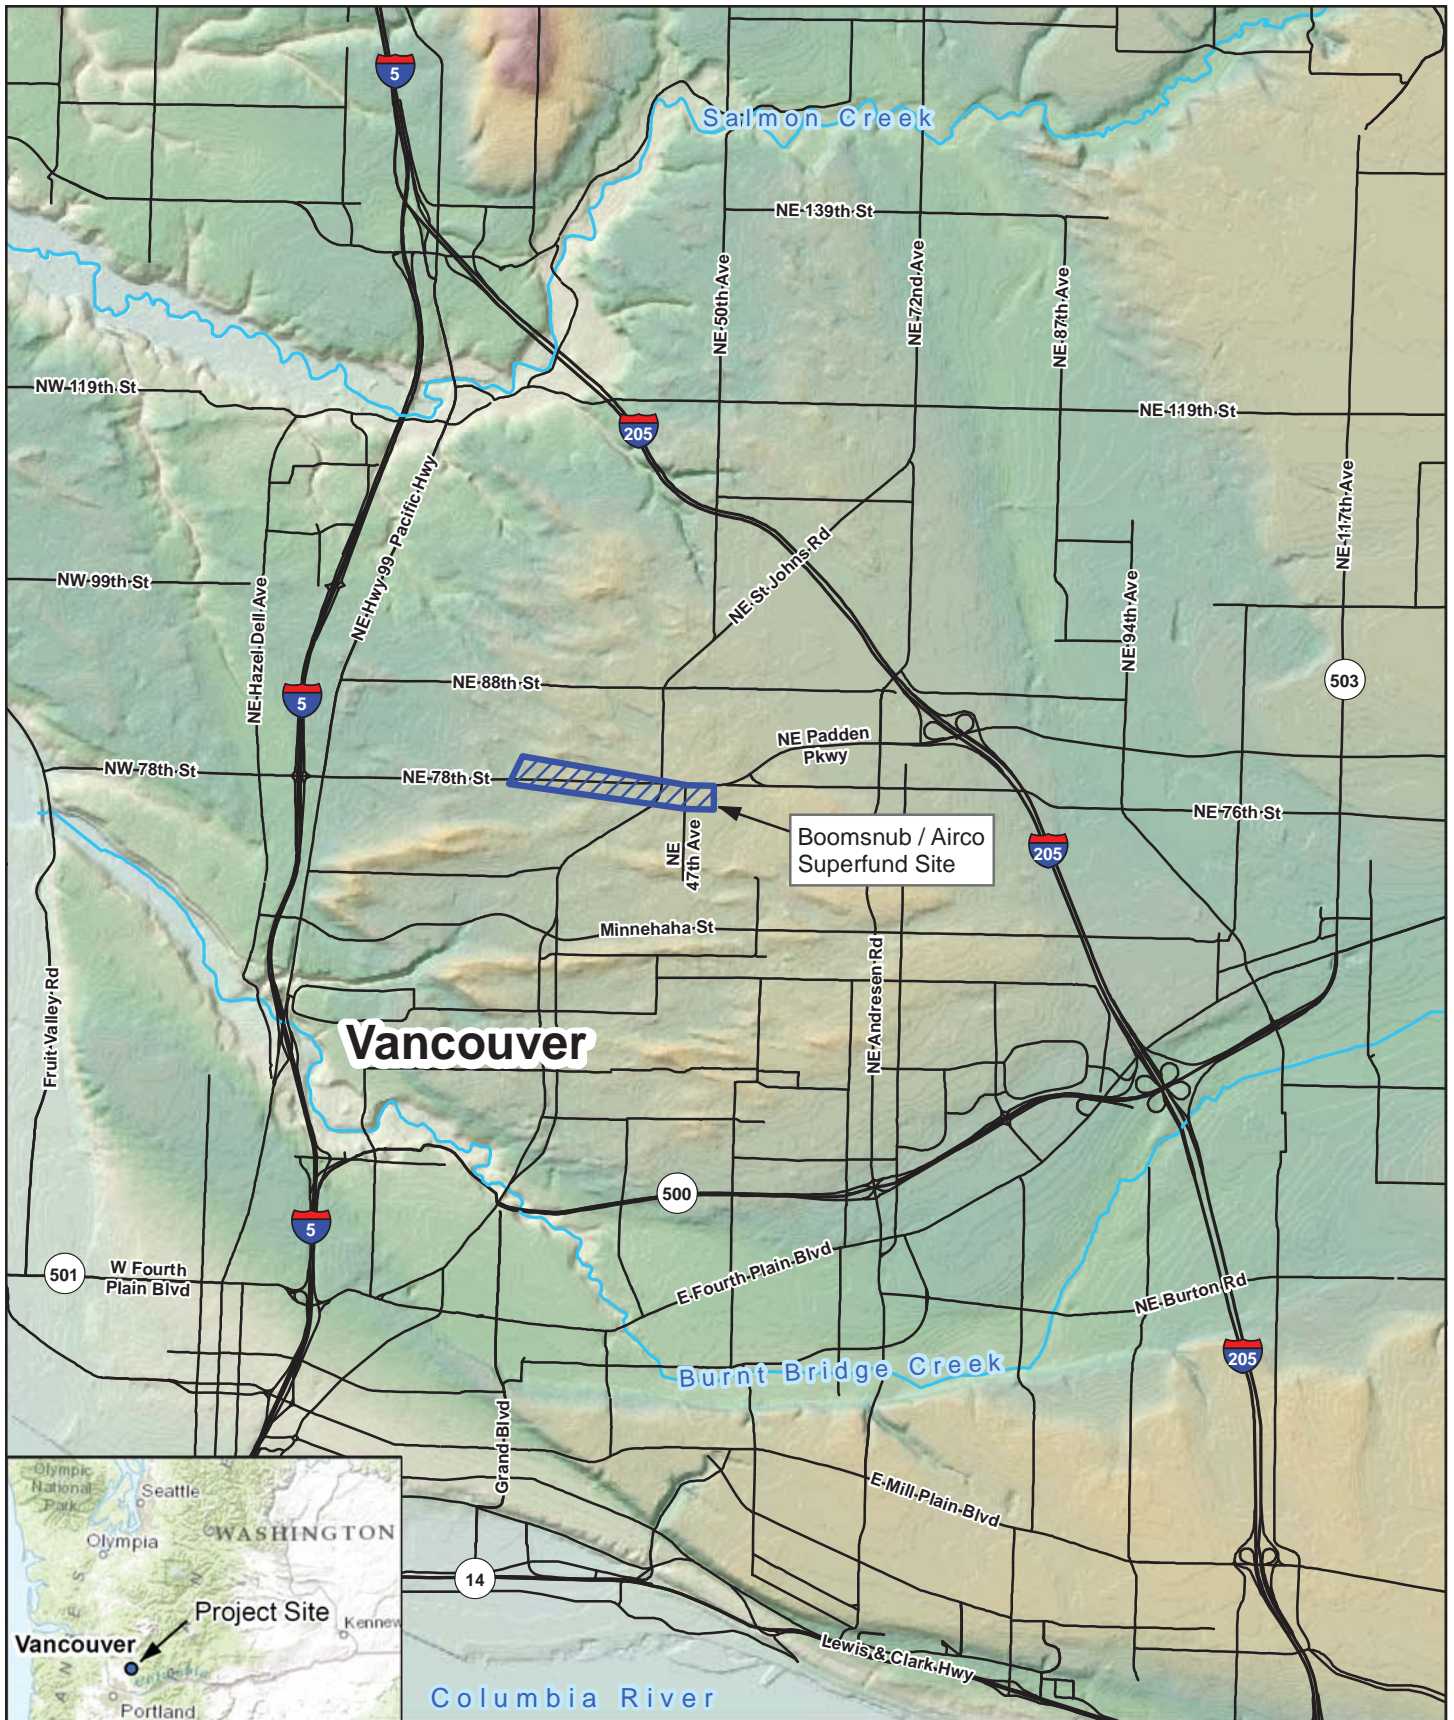 5
Salmon Creek
NE 139th St
NE 50th Ave
NE 72nd Ave
NE 87th Ave
NW 119th St
NE 119th St
205
NE Hwy 99 Pacific Hwy
NE 117th Ave
NE St Johns Rd
NW 99th St
NE Hazel Dell Ave
NE 94th Ave
NE 88th St
5
503
NE Padden
Pkwy
NW 78th St
NE 78th St
NE 76th St
Boomsnub / Airco
Superfund Site
205
NE
47th Ave
Minnehaha St
NE Andresen Rd
Fruit Valley Rd
Vancouver
500
5
501
W Fourth
Plain Blvd
E Fourth Plain Blvd
NE Burton Rd
205
Burnt Bridge Creek
Grand Blvd
E Mill Plain Blvd
14
Lewis & Clark Hwy
Columbia River
Olympic
National
Park
Seattle
WASHINGTON
Olympia
Project Site
Kennew
Vancouver
Columbia
Portland